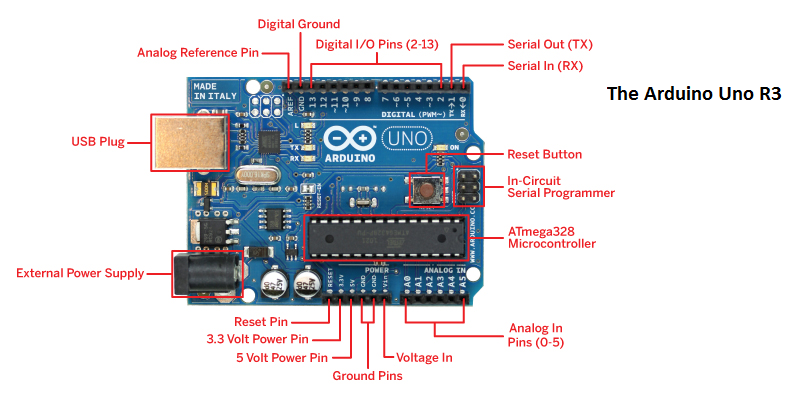 Digital Ground
Analog Reference Pin
Digital I/O Pins (2-13)
Serial Out (TX)
Serial In (RX)
The Arduino Uno R3
MADE
IN ITALY
AREF
GND
13
12
~11
~10
~9
8
7
~6
~5
4
~3
2
TX→1
RX←0
DIGITAL (PWM~)
USB Plug
L
TX
RX
ARDUINO
UNO
ON
Reset Button
In-Circuit
Serial Programmer
RESET-EN
ATmega328
Microcontroller
WWW.ARDUINO.CC
External Power Supply
POWER
ANALOG IN
RESET
3.3V
5V
GND
GND
Vin
A0
A1
A2
A3
A4
A5
Reset Pin
3.3 Volt Power Pin
5 Volt Power Pin
Ground Pins
Voltage In
Analog In
Pins (0-5)